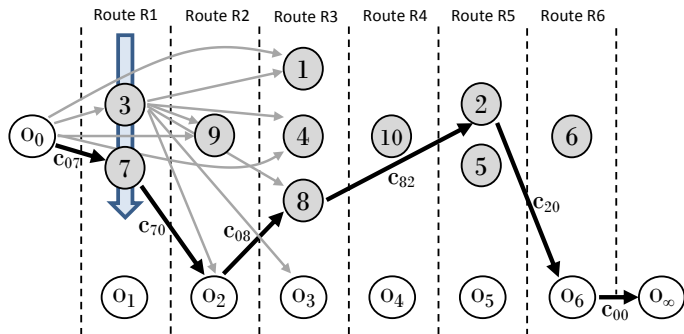 Route R1 Route R2 Route R3 Route R4 Route R5 Route R6
1
3 2
o₀ 9 4 10 6
c₀₇ 7 5
c₈₂
8
c₇₀ c₀₈ c₂₀
o₁ o₂ o₃ o₄ o₅ o₆ o∞
c₀₀